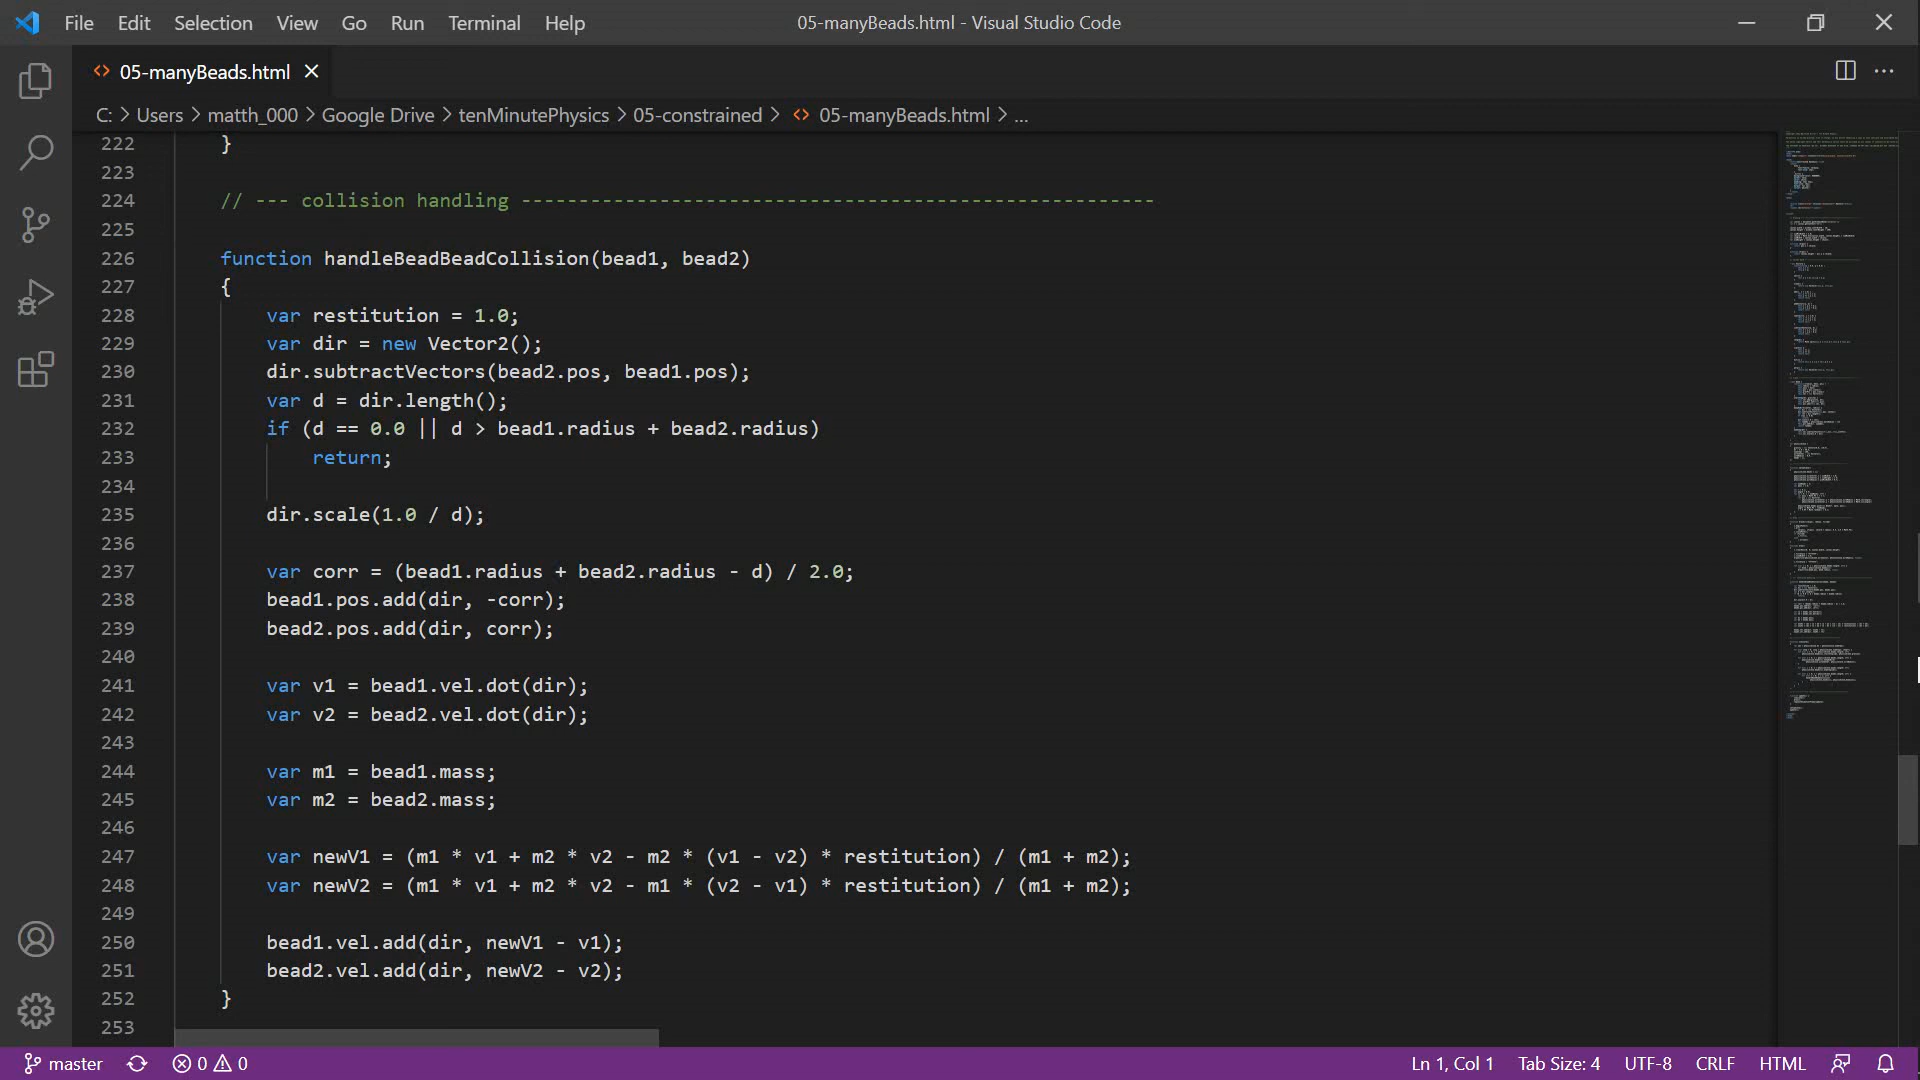 File Edit Selection View Go Run Terminal Help 05-manyBeads.html - Visual Studio Code
05-manyBeads.html
C: > Users > matth_000 > Google Drive > tenMinutePhysics > 05-constrained > 05-manyBeads.html > ...
222 }
223
224 // --- collision handling -------------------------------------------------------
225
226 function handleBeadBeadCollision(bead1, bead2)
227 {
228 var restitution = 1.0;
229 var dir = new Vector2();
230 dir.subtractVectors(bead2.pos, bead1.pos);
231 var d = dir.length();
232 if (d == 0.0 || d > bead1.radius + bead2.radius)
233 return;
234
235 dir.scale(1.0 / d);
236
237 var corr = (bead1.radius + bead2.radius - d) / 2.0;
238 bead1.pos.add(dir, -corr);
239 bead2.pos.add(dir, corr);
240
241 var v1 = bead1.vel.dot(dir);
242 var v2 = bead2.vel.dot(dir);
243
244 var m1 = bead1.mass;
245 var m2 = bead2.mass;
246
247 var newV1 = (m1 * v1 + m2 * v2 - m2 * (v1 - v2) * restitution) / (m1 + m2);
248 var newV2 = (m1 * v1 + m2 * v2 - m1 * (v2 - v1) * restitution) / (m1 + m2);
249
250 bead1.vel.add(dir, newV1 - v1);
251 bead2.vel.add(dir, newV2 - v2);
252 }
253
master 0 0 Ln 1, Col 1 Tab Size: 4 UTF-8 CRLF HTML